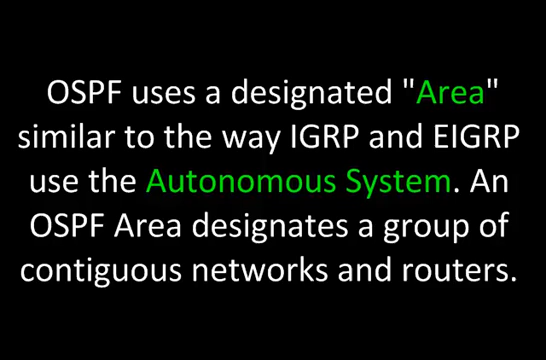 OSPF uses a designated "Area"
similar to the way IGRP and EIGRP
use the Autonomous System. An
OSPF Area designates a group of
contiguous networks and routers.